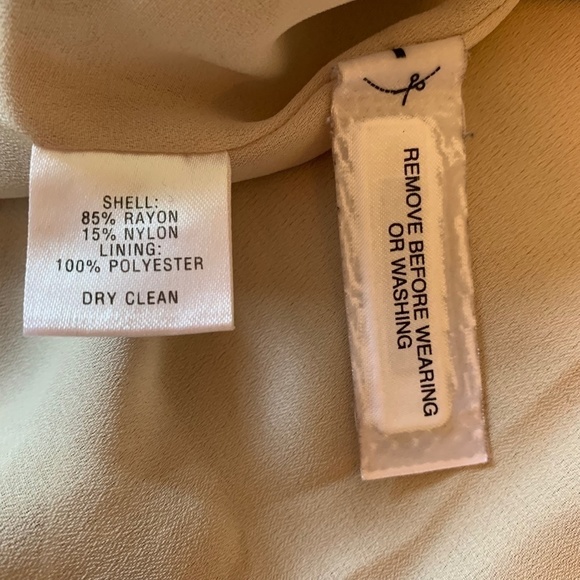 SHELL:
85% RAYON
15% NYLON
LINING:
100% POLYESTER
DRY CLEAN
REMOVE BEFORE WEARING
OR WASHING